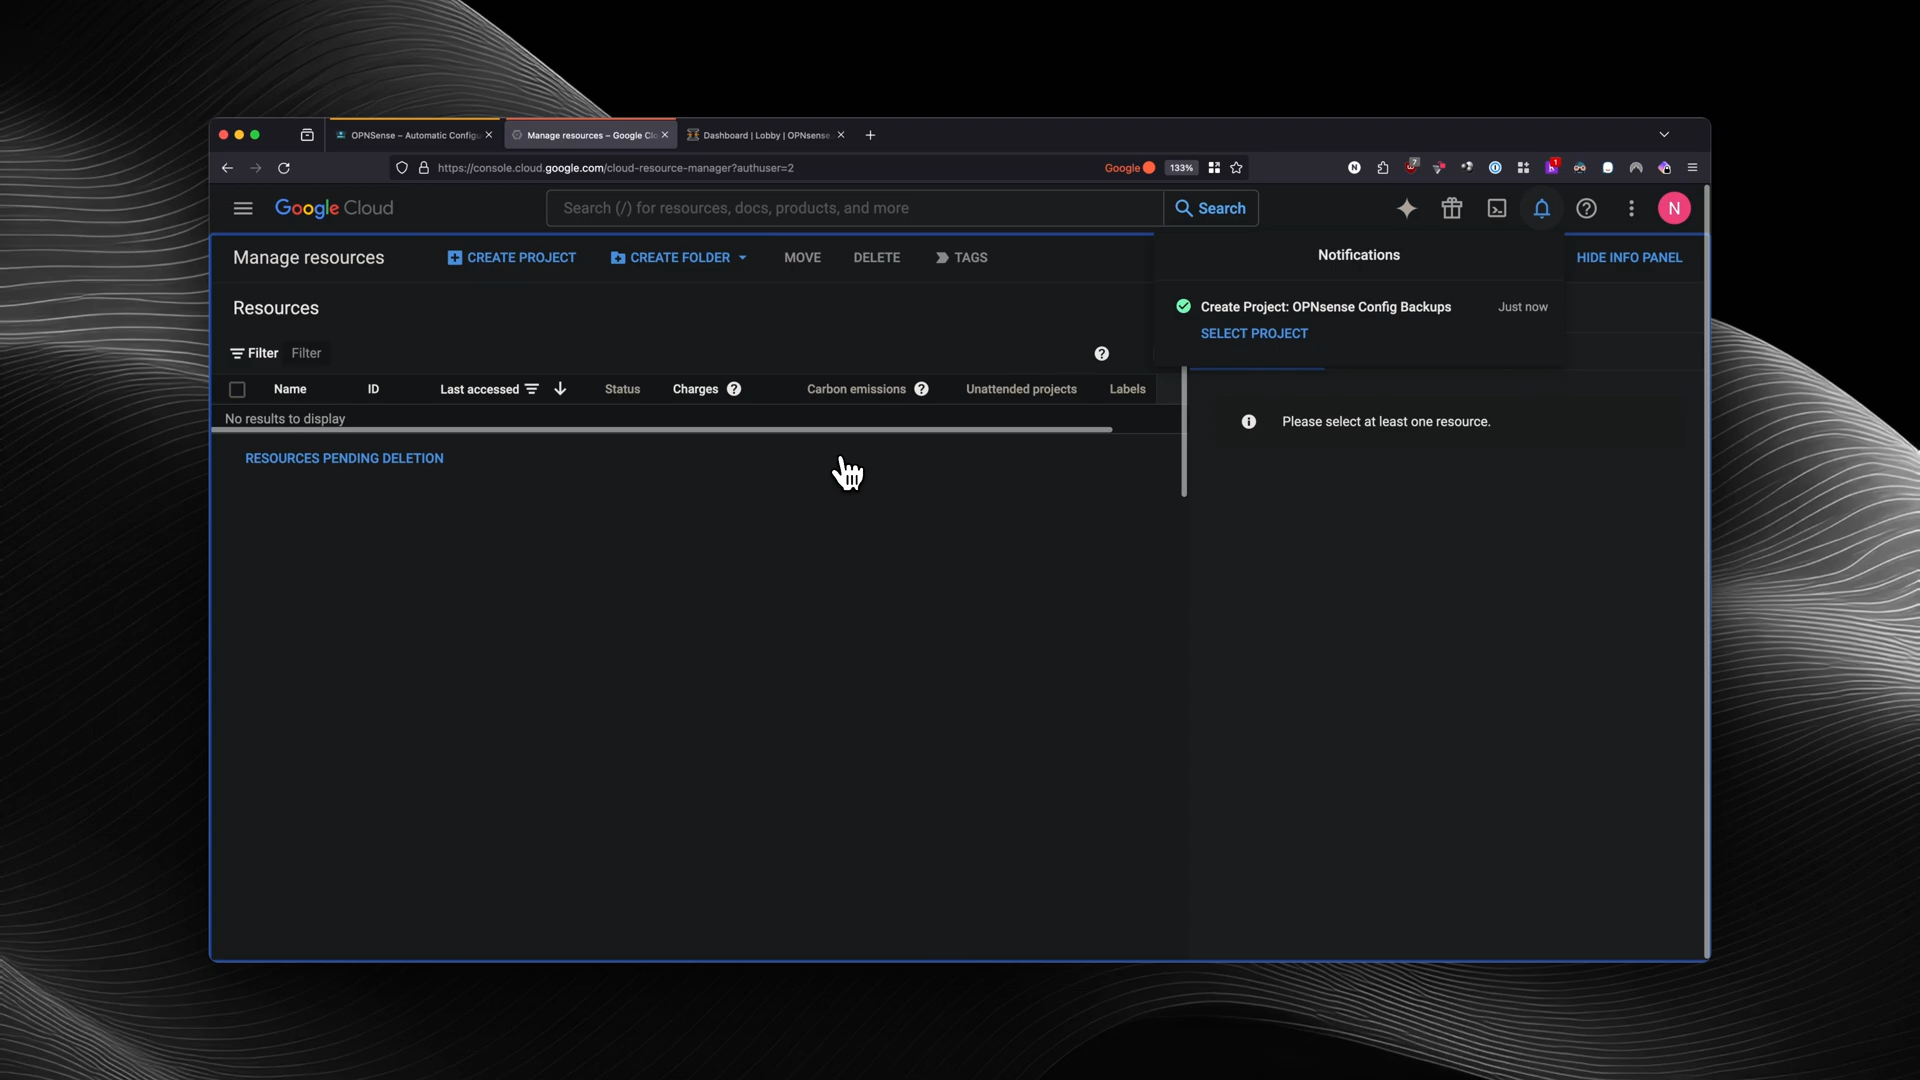 OPNSense – Automatic Configu
Manage resources – Google Clo
Dashboard | Lobby | OPNsense.
https://console.cloud.google.com/cloud-resource-manager?authuser=2
Google
133%
7
1
Google Cloud
Search (/) for resources, docs, products, and more
Search
N
Manage resources
CREATE PROJECT
CREATE FOLDER
MOVE
DELETE
TAGS
Notifications
HIDE INFO PANEL
Resources
Create Project: OPNsense Config Backups
Just now
SELECT PROJECT
Filter
Filter
Name
ID
Last accessed
Status
Charges
Carbon emissions
Unattended projects
Labels
No results to display
Please select at least one resource.
RESOURCES PENDING DELETION